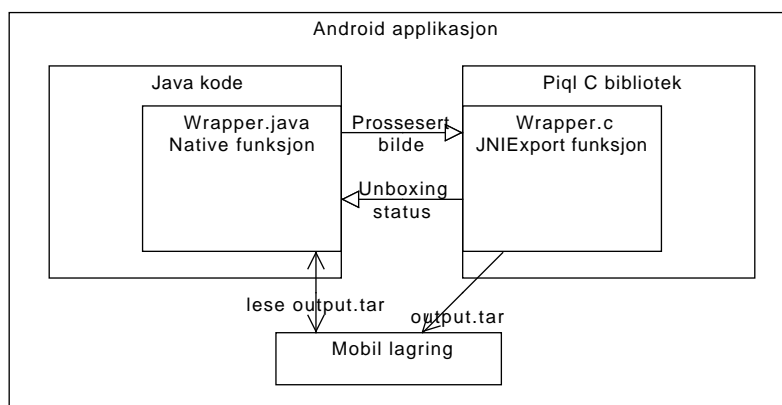 Android applikasjon
Java kode
Piql C bibliotek
Wrapper.java
Native funksjon
Prossesert
bilde
Wrapper.c
JNIExport funksjon
Unboxing
status
lese output.tar
output.tar
Mobil lagring